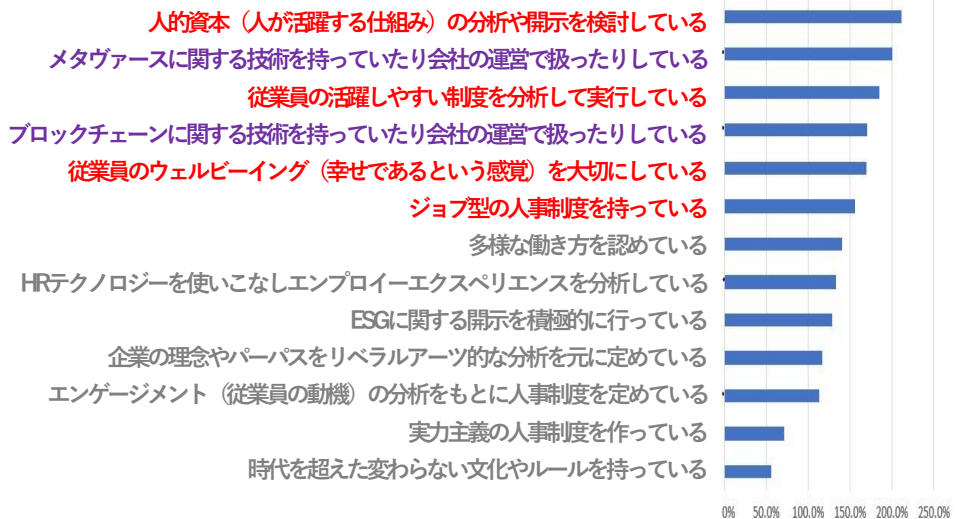 人的資本（人が活躍する仕組み）の分析や開示を検討している
メタヴァースに関する技術を持っていたり会社の運営で扱ったりしている
従業員の活躍しやすい制度を分析して実行している
ブロックチェーンに関する技術を持っていたり会社の運営で扱ったりしている
従業員のウェルビーイング（幸せであるという感覚）を大切にしている
ジョブ型の人事制度を持っている
多様な働き方を認めている
HRテクノロジーを使いこなしエンプロイーエクスペリエンスを分析している
ESGに関する開示を積極的に行っている
企業の理念やパーパスをリベラルアーツ的な分析を元に定めている
エンゲージメント（従業員の動機）の分析をもとに人事制度を定めている
実力主義の人事制度を作っている
時代を超えた変わらない文化やルールを持っている
0% 50.0% 100.0% 150.0% 200.0% 250.0%